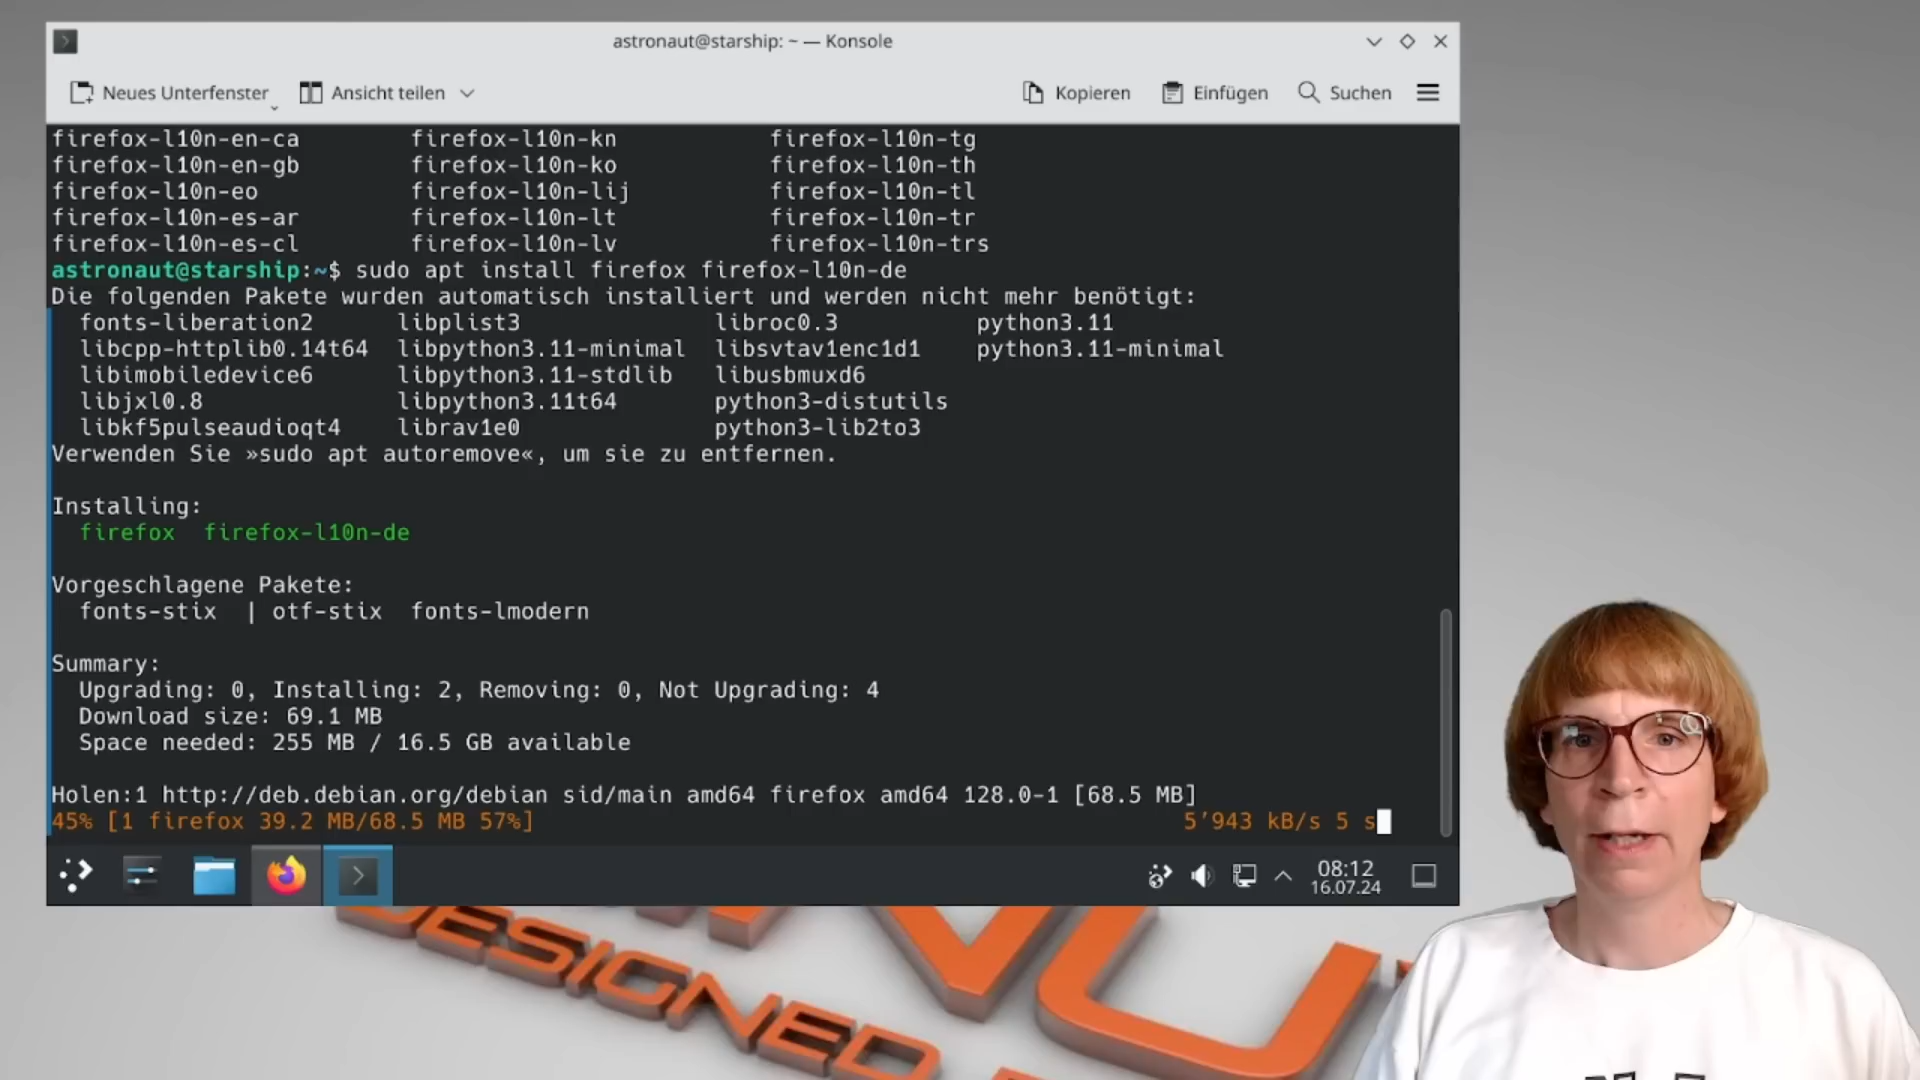 astronaut@starship: ~ — Konsole
Neues Unterfenster Ansicht teilen Kopieren Einfügen Suchen
firefox-l10n-en-ca firefox-l10n-kn firefox-l10n-tg
firefox-l10n-en-gb firefox-l10n-ko firefox-l10n-th
firefox-l10n-eo firefox-l10n-lij firefox-l10n-tl
firefox-l10n-es-ar firefox-l10n-lt firefox-l10n-tr
firefox-l10n-es-cl firefox-l10n-lv firefox-l10n-trs
astronaut@starship:~$ sudo apt install firefox firefox-l10n-de
Die folgenden Pakete wurden automatisch installiert und werden nicht mehr benötigt:
fonts-liberation2 libplist3 libroc0.3 python3.11
libcpp-httplib0.14t64 libpython3.11-minimal libsvtav1enc1d1 python3.11-minimal
libimobiledevice6 libpython3.11-stdlib libusbmuxd6
libjxl0.8 libpython3.11t64 python3-distutils
libkf5pulseaudioqt4 librav1e0 python3-lib2to3
Verwenden Sie »sudo apt autoremove«, um sie zu entfernen.
Installing:
firefox firefox-l10n-de
Vorgeschlagene Pakete:
fonts-stix | otf-stix fonts-lmodern
Summary:
Upgrading: 0, Installing: 2, Removing: 0, Not Upgrading: 4
Download size: 69.1 MB
Space needed: 255 MB / 16.5 GB available
Holen:1 http://deb.debian.org/debian sid/main amd64 firefox amd64 128.0-1 [68.5 MB]
45% [1 firefox 39.2 MB/68.5 MB 57%] 5’943 kB/s 5 s
08:12
16.07.24
DESIGNED